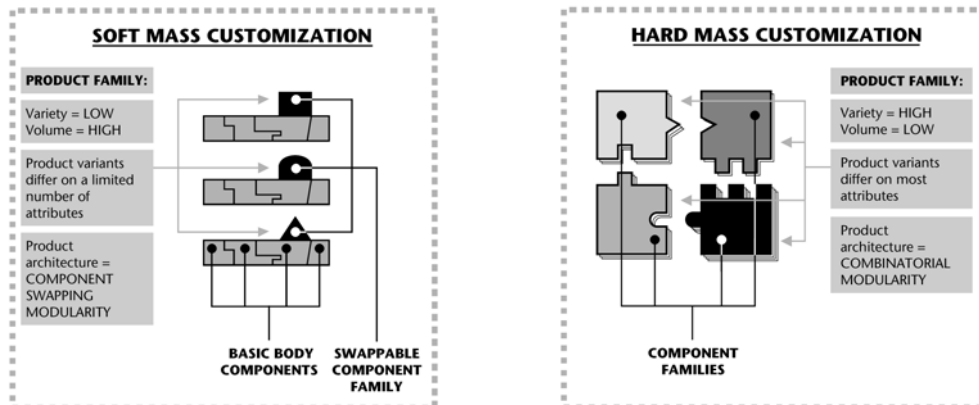 SOFT MASS CUSTOMIZATION
PRODUCT FAMILY:
Variety = LOW
Volume = HIGH
Product variants
differ on a limited
number of
attributes
Product
architecture =
COMPONENT
SWAPPING
MODULARITY
BASIC BODY
COMPONENTS
SWAPPABLE
COMPONENT
FAMILY
HARD MASS CUSTOMIZATION
PRODUCT FAMILY:
Variety = HIGH
Volume = LOW
Product variants
differ on most
attributes
Product
architecture =
COMBINATORIAL
MODULARITY
COMPONENT
FAMILIES